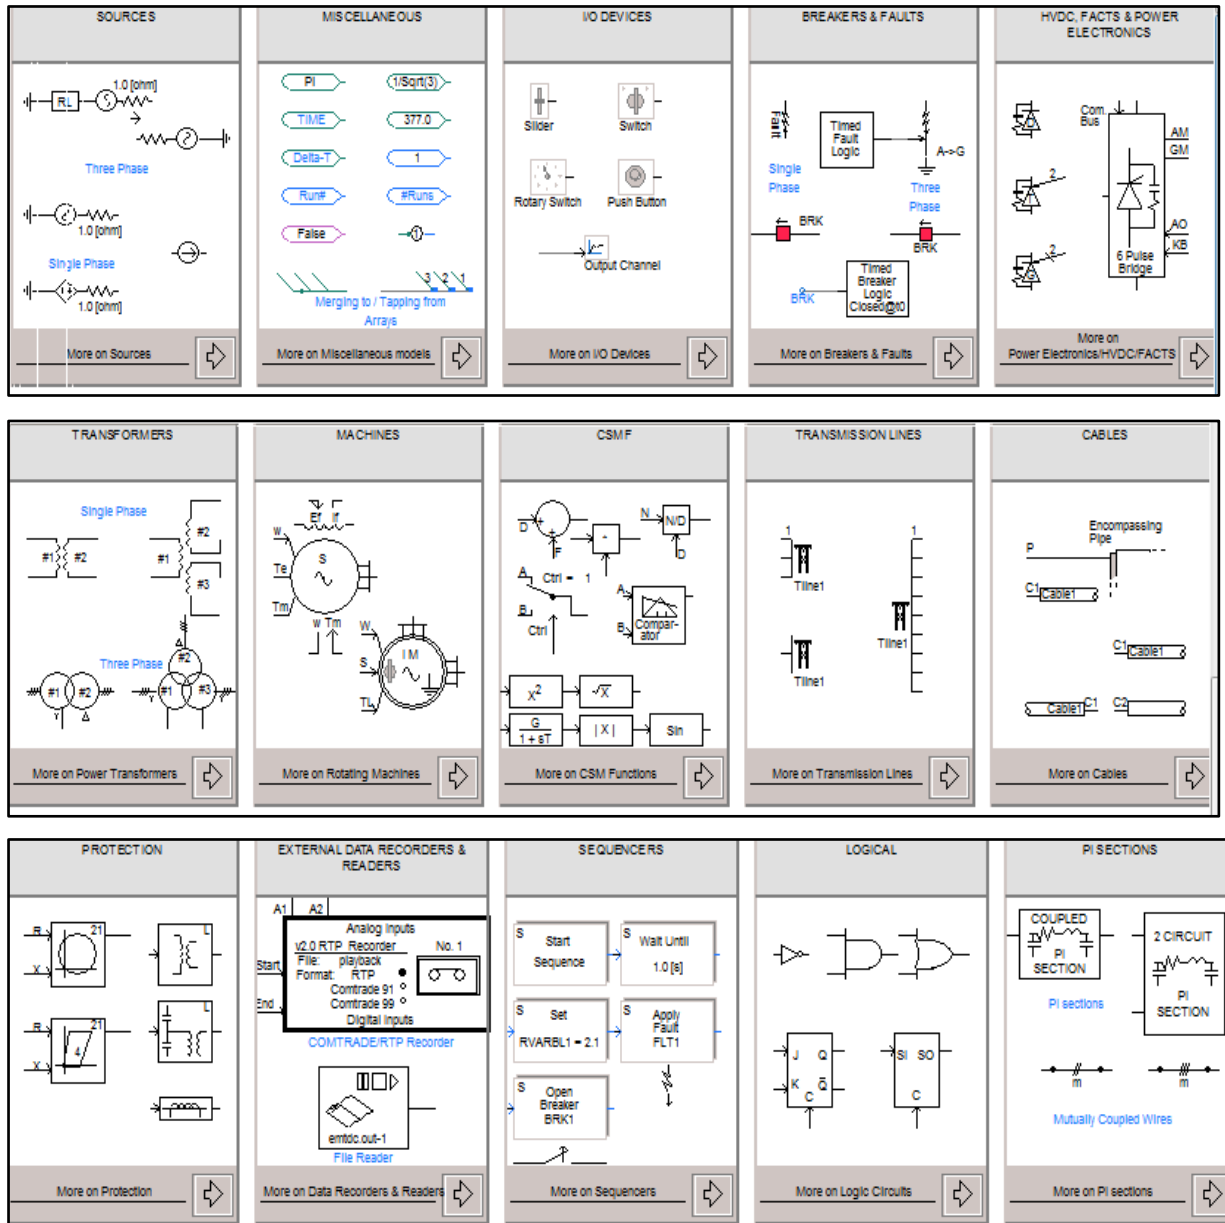 SOURCES
1.0 [ohm]
RL
Three Phase
1.0 [ohm]
Single Phase
1.0 [ohm]
More on Sources
MISCELLANEOUS
PI
1/Sqrt(3)
TIME
377.0
Delta-T
1
Run#
#Runs
False
1
3 2 1
Merging to / Tapping from
Arrays
More on Miscellaneous models
I/O DEVICES
Slider
Switch
Rotary Switch
Push Button
Output Channel
More on I/O Devices
BREAKERS & FAULTS
Fault
Timed
Fault
Logic
A->G
Single
Phase
Three
Phase
BRK
BRK
Timed
Breaker
Logic
Closed@t0
BRK
More on Breakers & Faults
HVDC, FACTS & POWER
ELECTRONICS
D
2
T
2
G
Com.
Bus
AM
GM
AO
KB
6 Pulse
Bridge
More on
Power Electronics/HVDC/FACTS
TRANSFORMERS
Single Phase
#1 #2
#1
#2
#3
Three Phase
#1 #2
#2
#1 #3
More on Power Transformers
MACHINES
Ef If
w
S
Te
Tm
w Tm
W
I M
S
TL
More on Rotating Machines
CSMF
D
F
N
N/D
D
A
Ctrl = 1
B
Ctrl
A
B
Compar-
ator
X²
√X
G
1 + sT
| X |
Sin
More on CSM Functions
TRANSMISSION LINES
1
1
Tline1
Tline1
Tline1
More on Transmission Lines
CABLES
Encompassing
Pipe
P
C1
Cable1
C1
Cable1
Cable1
C1
C2
More on Cables
PROTECTION
R
21
X
L
R
21
4
X
L
More on Protection
EXTERNAL DATA RECORDERS &
READERS
A1 A2
Analog Inputs
v2.0 RTP Recorder No. 1
File: playback
Format: RTP
Comtrade 91
Comtrade 99
Digital Inputs
Start
End
COMTRADE/RTP Recorder
emtdc.out-1
File Reader
More on Data Recorders & Readers
SEQUENCERS
S
Start
Sequence
S
Wait Until
1.0 [s]
S
Set
RVARBL1 = 2.1
S
Apply
Fault
FLT1
S
Open
Breaker
BRK1
More on Sequencers
LOGICAL
J Q
K Q̅
C
SI SO
C
More on Logic Circuits
PI SECTIONS
COUPLED
PI
SECTION
2 CIRCUIT
PI
SECTION
PI sections
m
m
Mutually Coupled Wires
More on PI sections